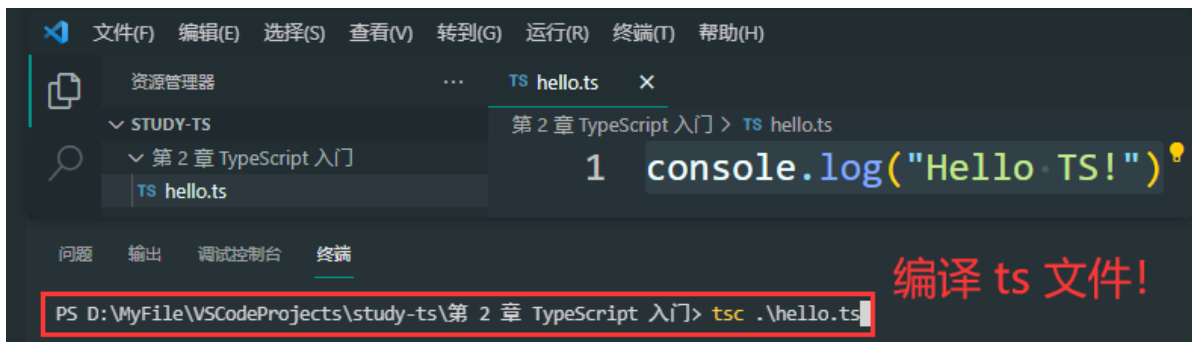 文件(F) 编辑(E) 选择(S) 查看(V) 转到(G) 运行(R) 终端(T) 帮助(H)
资源管理器 ··· TS hello.ts ×
STUDY-TS 第 2 章 TypeScript 入门 > TS hello.ts
第 2 章 TypeScript 入门
1 console.log("Hello·TS!")
TS hello.ts
问题 输出 调试控制台 终端
编译 ts 文件!
PS D:\MyFile\VSCodeProjects\study-ts\第 2 章 TypeScript 入门> tsc .\hello.ts